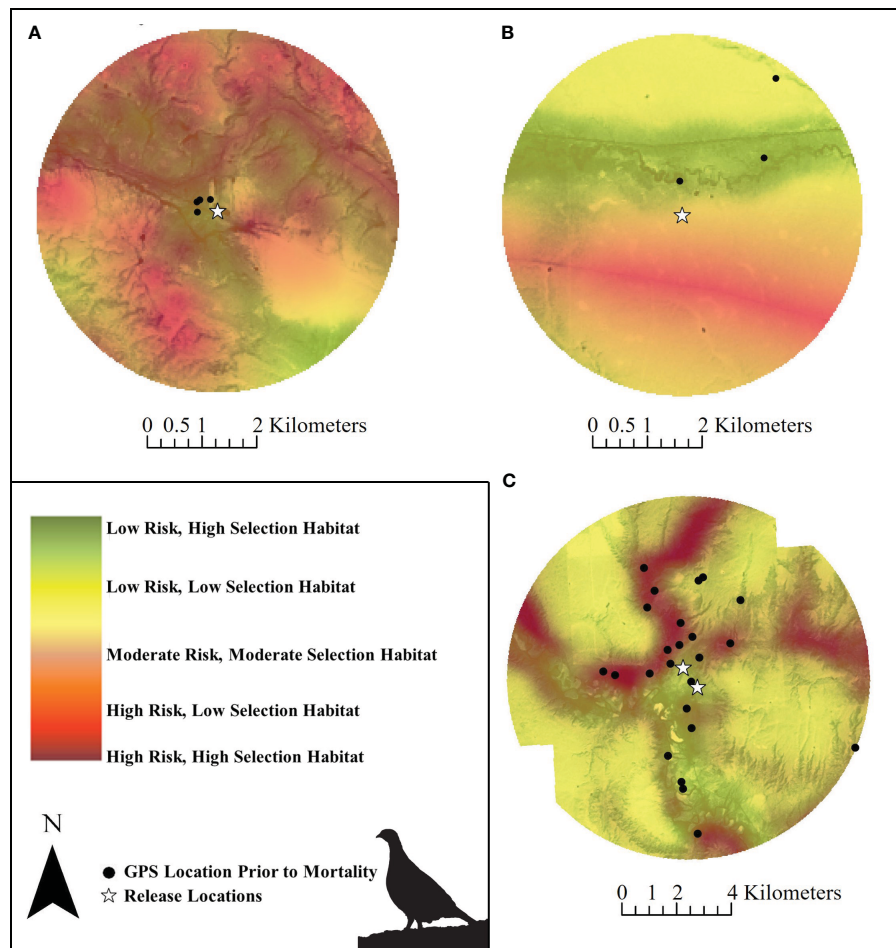 A
B
0 0.5 1 2 Kilometers
0 0.5 1 2 Kilometers
C
Low Risk, High Selection Habitat
Low Risk, Low Selection Habitat
Moderate Risk, Moderate Selection Habitat
High Risk, Low Selection Habitat
High Risk, High Selection Habitat
N
GPS Location Prior to Mortality
Release Locations
0 1 2 4 Kilometers